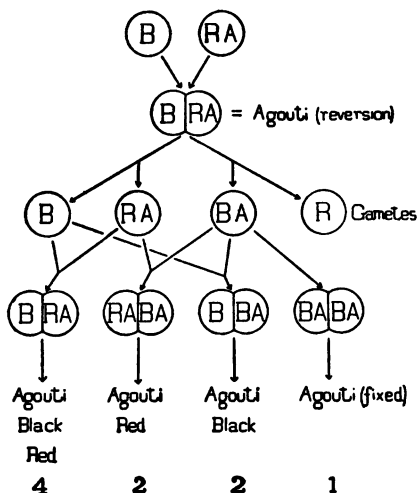 B RA
B RA = Agouti (reversion)
B RA BA R Gametes
B RA RA BA B BA BA BA
Agouti Agouti Agouti Agouti (fixed)
Black Red Black
Red
4 2 2 1